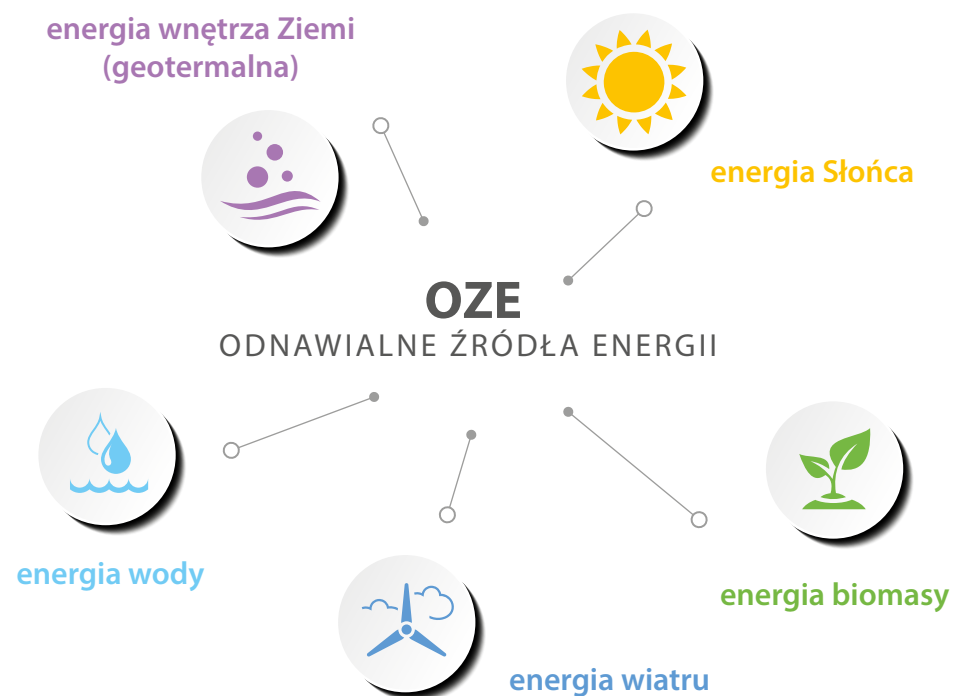 energia wnętrza Ziemi
(geotermalna)
energia Słońca
OZE
ODNAWIALNE ŹRÓDŁA ENERGII
energia wody
energia biomasy
energia wiatru